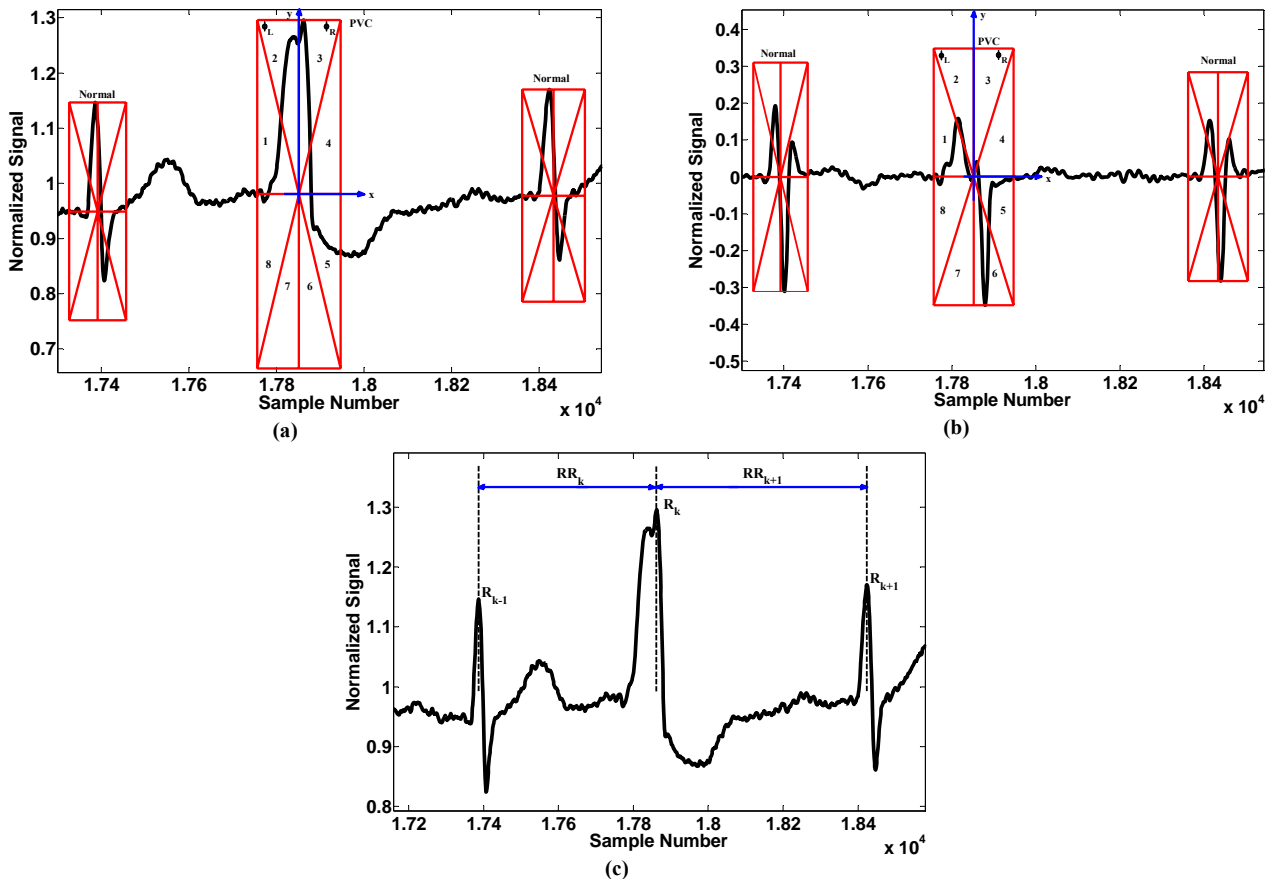 1.3
1.2
1.1
1
0.9
0.8
0.7
Normalized Signal
1.74 1.76 1.78 1.8 1.82 1.84
Sample Number
x 10^4
y
PVC
ϕL
ϕR
2 3
1 4
x
8 5
7 6
Normal
Normal
(a)
0.5
0.4
0.3
0.2
0.1
0
-0.1
-0.2
-0.3
-0.4
-0.5
Normalized Signal
1.74 1.76 1.78 1.8 1.82 1.84
Sample Number
x 10^4
y
PVC
ϕL
ϕR
2 3
1 4
x
8 5
7 6
Normal
Normal
(b)
1.3
1.2
1.1
1
0.9
0.8
Normalized Signal
RRk
RRk+1
Rk
Rk-1
Rk+1
1.72 1.74 1.76 1.78 1.8 1.82 1.84
Sample Number
x 10^4
(c)